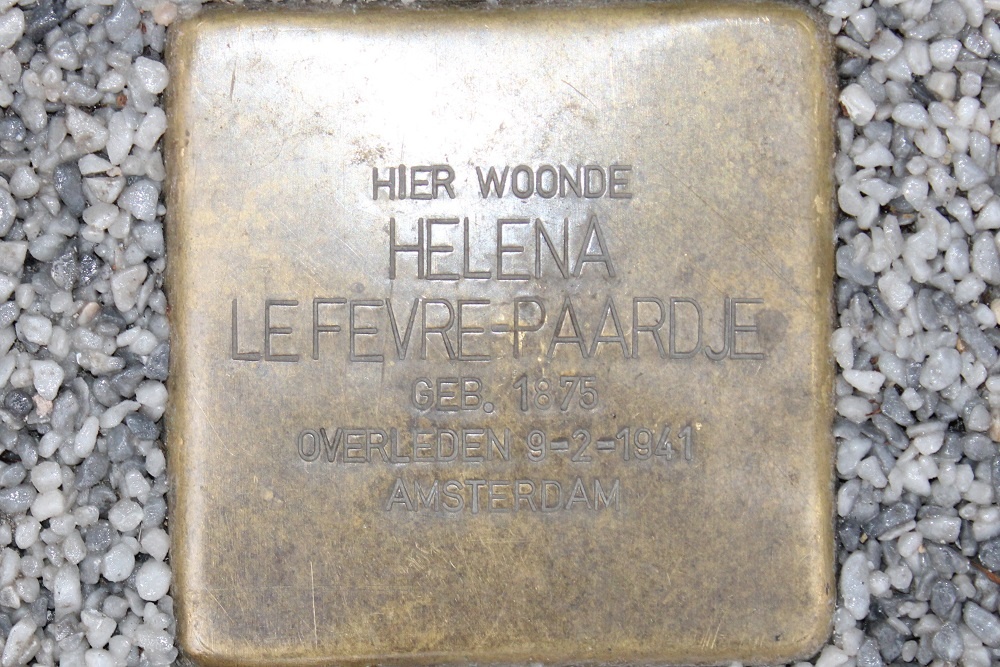 HIER WOONDE
HELENA
LE FEVRE-PAARDJE
GEB. 1875
OVERLEDEN 9-2-1941
AMSTERDAM